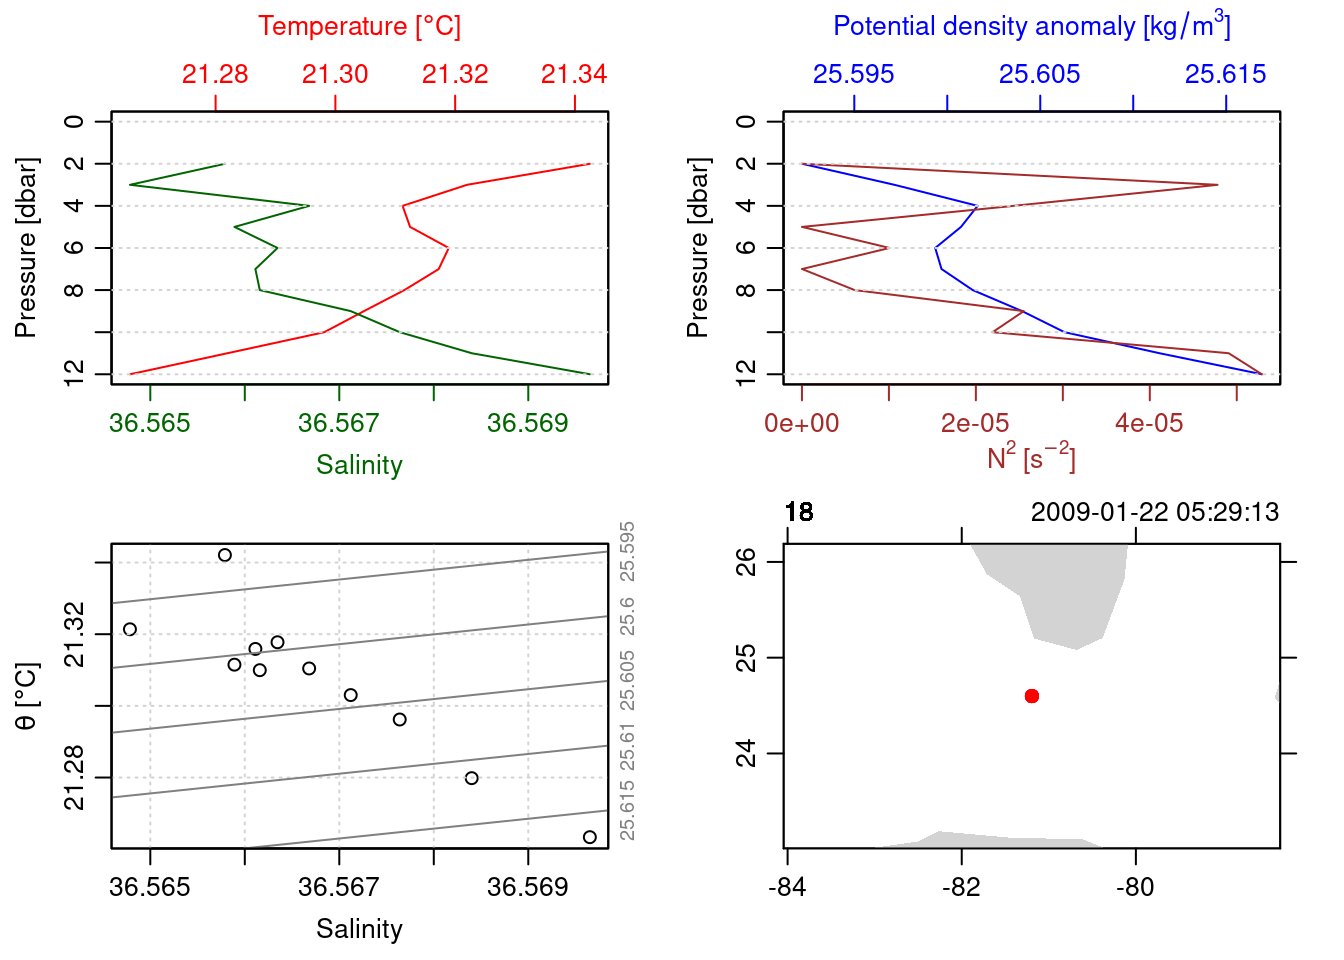 Temperature [°C]
21.28 21.30 21.32 21.34
Pressure [dbar]
0 2 4 6 8 12
36.565 36.567 36.569
Salinity
Potential density anomaly [kg/m³]
25.595 25.605 25.615
Pressure [dbar]
0 2 4 6 8 12
0e+00 2e-05 4e-05
N² [s⁻²]
θ [°C]
21.28 21.32
25.595
25.6
25.605
25.61
25.615
36.565 36.567 36.569
Salinity
18 2009-01-22 05:29:13
26
25
24
-84 -82 -80